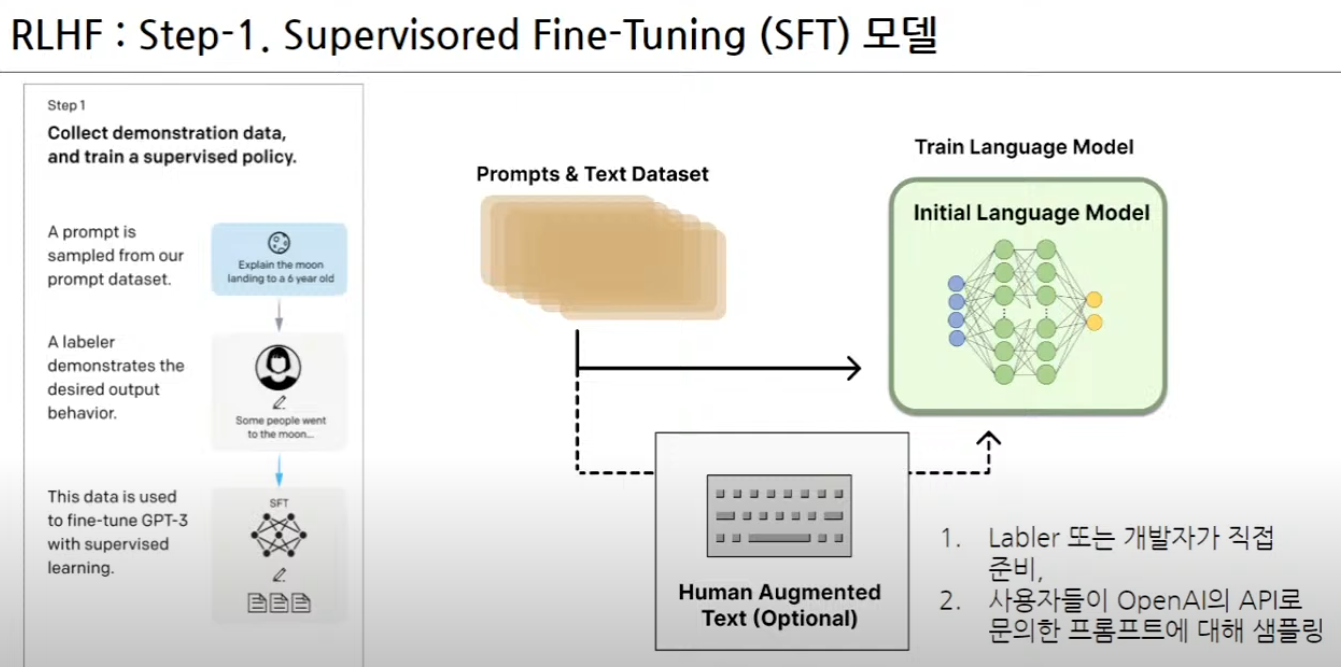 RLHF : Step-1. Supervisored Fine-Tuning (SFT) 모델
Step 1
Collect demonstration data,
and train a supervised policy.
A prompt is
sampled from our
prompt dataset.
Explain the moon
landing to a 6 year old
A labeler
demonstrates the
desired output
behavior.
Some people went
to the moon...
This data is used
to fine-tune GPT-3
with supervised
learning.
SFT
Prompts & Text Dataset
Train Language Model
Initial Language Model
Human Augmented
Text (Optional)
1. Labler 또는 개발자가 직접
준비,
2. 사용자들이 OpenAI의 API로
문의한 프롬프트에 대해 샘플링